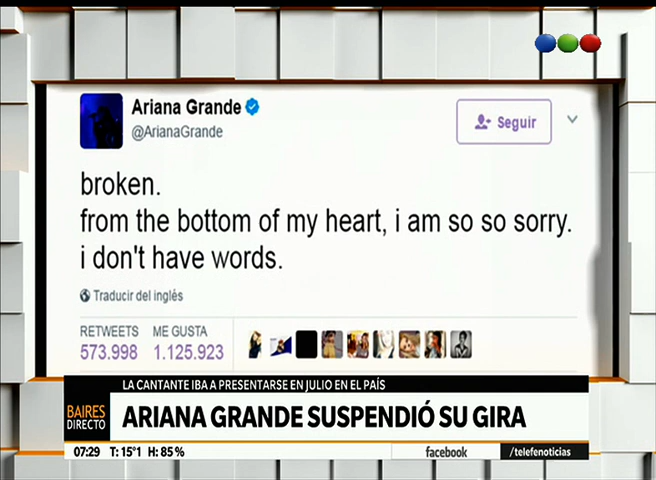 Ariana Grande
@ArianaGrande
Seguir
broken.
from the bottom of my heart, i am so so sorry.
i don't have words.
Traducir del inglés
RETWEETS ME GUSTA
573.998 1.125.923
LA CANTANTE IBA A PRESENTARSE EN JULIO EN EL PAÍS
BAIRES
DIRECTO
ARIANA GRANDE SUSPENDIÓ SU GIRA
07:29 T: 15°1 H: 85 % facebook /telefenoticias